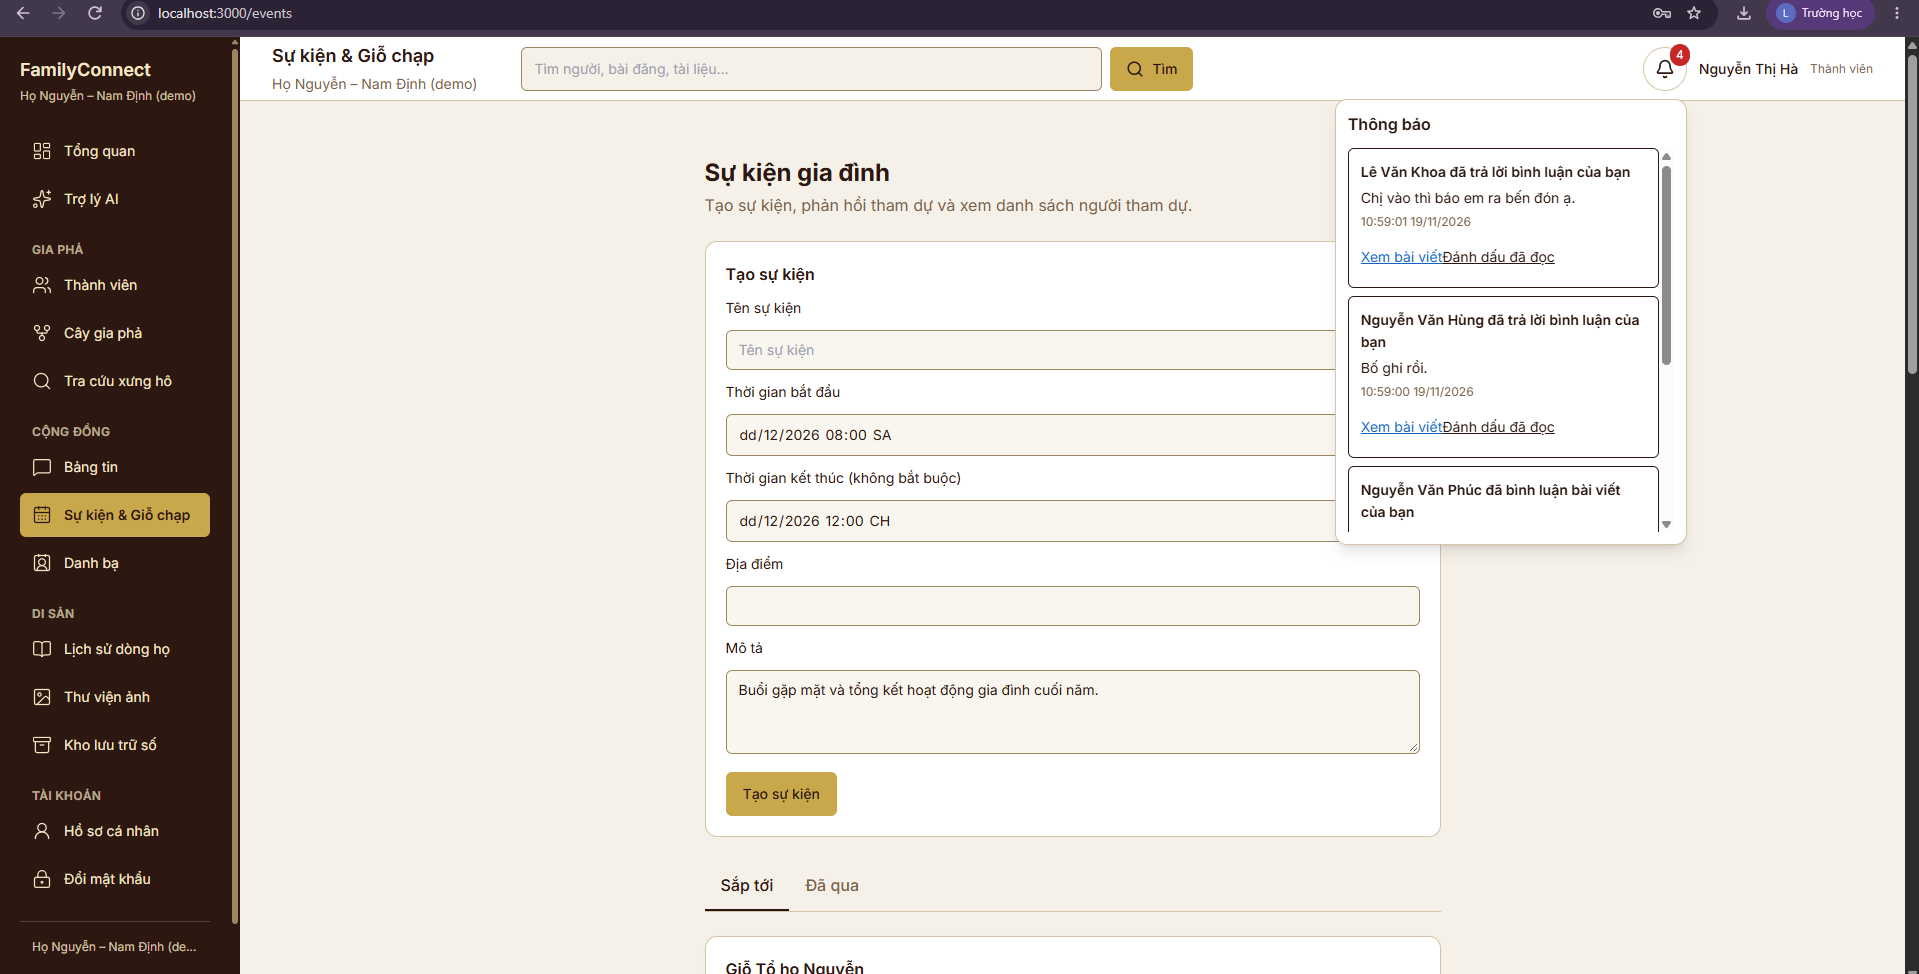 localhost:3000/events
L Trường học
FamilyConnect
Họ Nguyễn – Nam Định (demo)
Tổng quan
Trợ lý AI
GIA PHẢ
Thành viên
Cây gia phả
Tra cứu xưng hô
CỘNG ĐỒNG
Bảng tin
Sự kiện & Giỗ chạp
Danh bạ
DI SẢN
Lịch sử dòng họ
Thư viện ảnh
Kho lưu trữ số
TÀI KHOẢN
Hồ sơ cá nhân
Đổi mật khẩu
Họ Nguyễn – Nam Định (de...
Sự kiện & Giỗ chạp
Họ Nguyễn – Nam Định (demo)
Tìm người, bài đăng, tài liệu...
Tìm
4
Nguyễn Thị Hà Thành viên
Sự kiện gia đình
Tạo sự kiện, phản hồi tham dự và xem danh sách người tham dự.
Tạo sự kiện
Tên sự kiện
Tên sự kiện
Thời gian bắt đầu
dd/12/2026 08:00 SA
Thời gian kết thúc (không bắt buộc)
dd/12/2026 12:00 CH
Địa điểm
Mô tả
Buổi gặp mặt và tổng kết hoạt động gia đình cuối năm.
Tạo sự kiện
Sắp tới Đã qua
Giỗ Tổ họ Nguyễn
Thông báo
Lê Văn Khoa đã trả lời bình luận của bạn
Chị vào thì báo em ra bến đón ạ.
10:59:01 19/11/2026
Xem bài viếtĐánh dấu đã đọc
Nguyễn Văn Hùng đã trả lời bình luận của
bạn
Bố ghi rồi.
10:59:00 19/11/2026
Xem bài viếtĐánh dấu đã đọc
Nguyễn Văn Phúc đã bình luận bài viết
của bạn